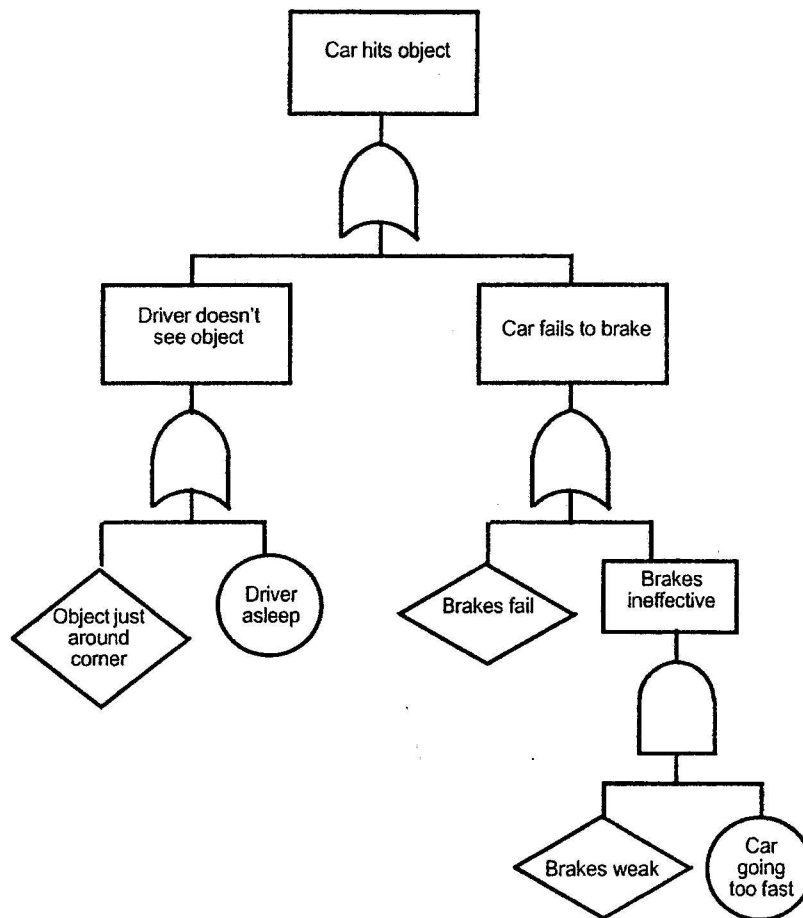 Car hits object
Driver doesn't
see object
Car fails to brake
Object just
around
corner
Driver
asleep
Brakes fail
Brakes
ineffective
Brakes weak
Car
going
too fast